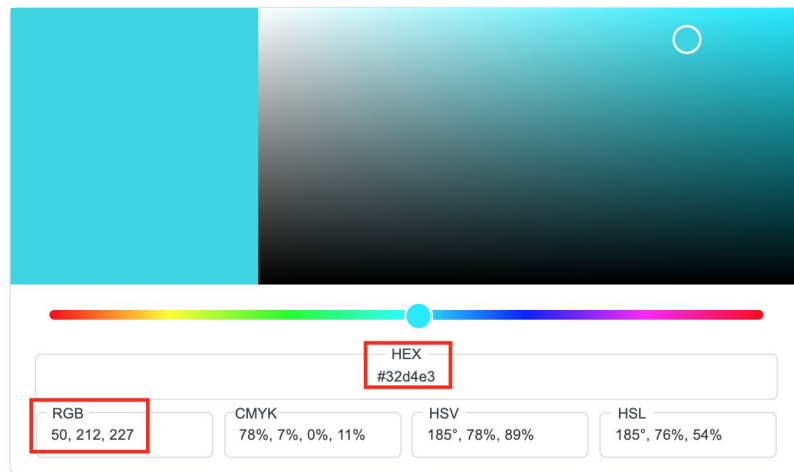 HEX
#32d4e3
RGB
50, 212, 227
CMYK
78%, 7%, 0%, 11%
HSV
185°, 78%, 89%
HSL
185°, 76%, 54%